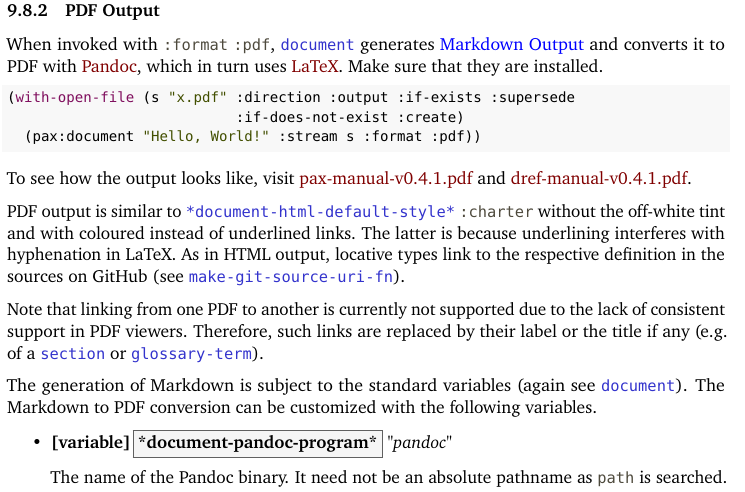 9.8.2 PDF Output
When invoked with :format :pdf, document generates Markdown Output and converts it to
PDF with Pandoc, which in turn uses LaTeX. Make sure that they are installed.
(with-open-file (s "x.pdf" :direction :output :if-exists :supersede
:if-does-not-exist :create)
(pax:document "Hello, World!" :stream s :format :pdf))
To see how the output looks like, visit pax-manual-v0.4.1.pdf and dref-manual-v0.4.1.pdf.
PDF output is similar to *document-html-default-style* :charter without the off-white tint
and with coloured instead of underlined links. The latter is because underlining interferes with
hyphenation in LaTeX. As in HTML output, locative types link to the respective definition in the
sources on GitHub (see make-git-source-uri-fn).
Note that linking from one PDF to another is currently not supported due to the lack of consistent
support in PDF viewers. Therefore, such links are replaced by their label or the title if any (e.g.
of a section or glossary-term).
The generation of Markdown is subject to the standard variables (again see document). The
Markdown to PDF conversion can be customized with the following variables.
• [variable] *document-pandoc-program* "pandoc"
The name of the Pandoc binary. It need not be an absolute pathname as path is searched.